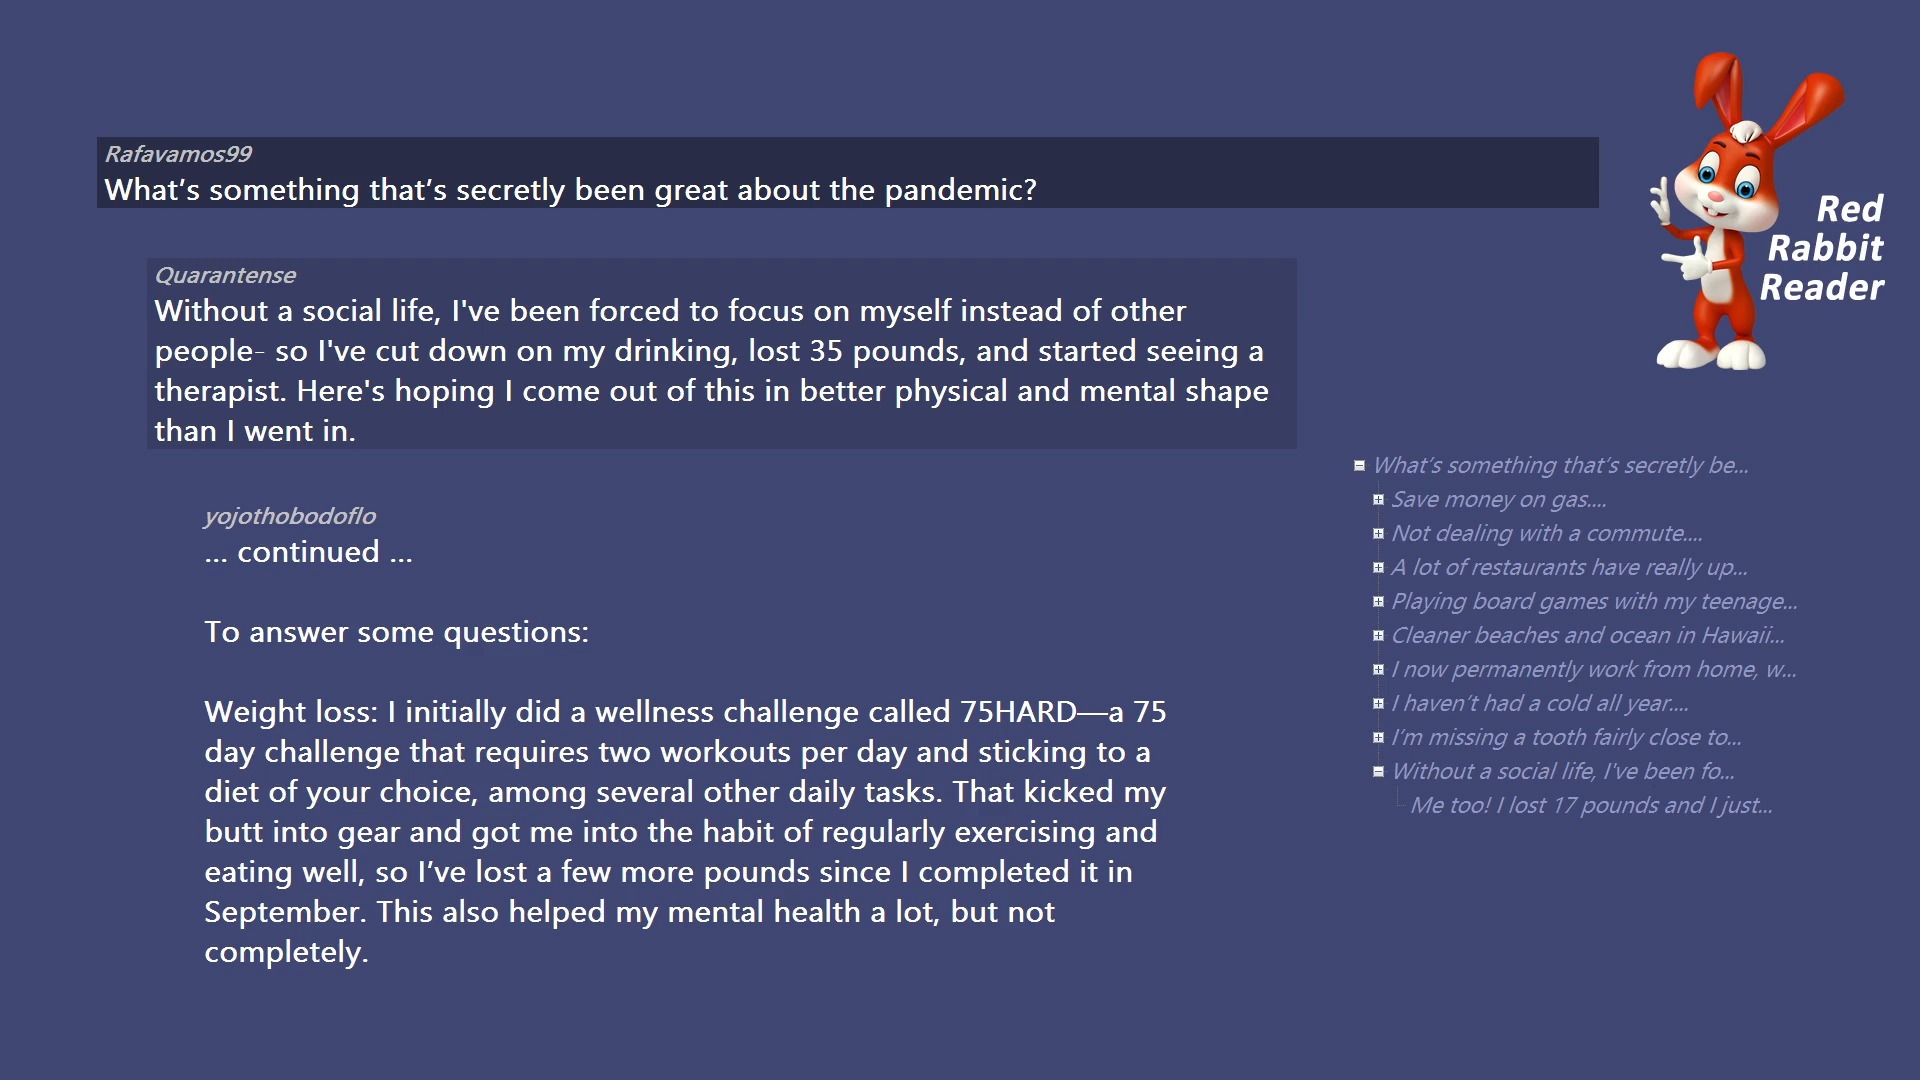 Rafavamos99
What’s something that’s secretly been great about the pandemic?
Quarantense
Without a social life, I've been forced to focus on myself instead of other
people- so I've cut down on my drinking, lost 35 pounds, and started seeing a
therapist. Here's hoping I come out of this in better physical and mental shape
than I went in.
yojothobodoflo
... continued ...
To answer some questions:
Weight loss: I initially did a wellness challenge called 75HARD—a 75
day challenge that requires two workouts per day and sticking to a
diet of your choice, among several other daily tasks. That kicked my
butt into gear and got me into the habit of regularly exercising and
eating well, so I’ve lost a few more pounds since I completed it in
September. This also helped my mental health a lot, but not
completely.
Red
Rabbit
Reader
What’s something that’s secretly be...
Save money on gas....
Not dealing with a commute....
A lot of restaurants have really up...
Playing board games with my teenage...
Cleaner beaches and ocean in Hawaii...
I now permanently work from home, w...
I haven’t had a cold all year....
I’m missing a tooth fairly close to...
Without a social life, I've been fo...
Me too! I lost 17 pounds and I just...